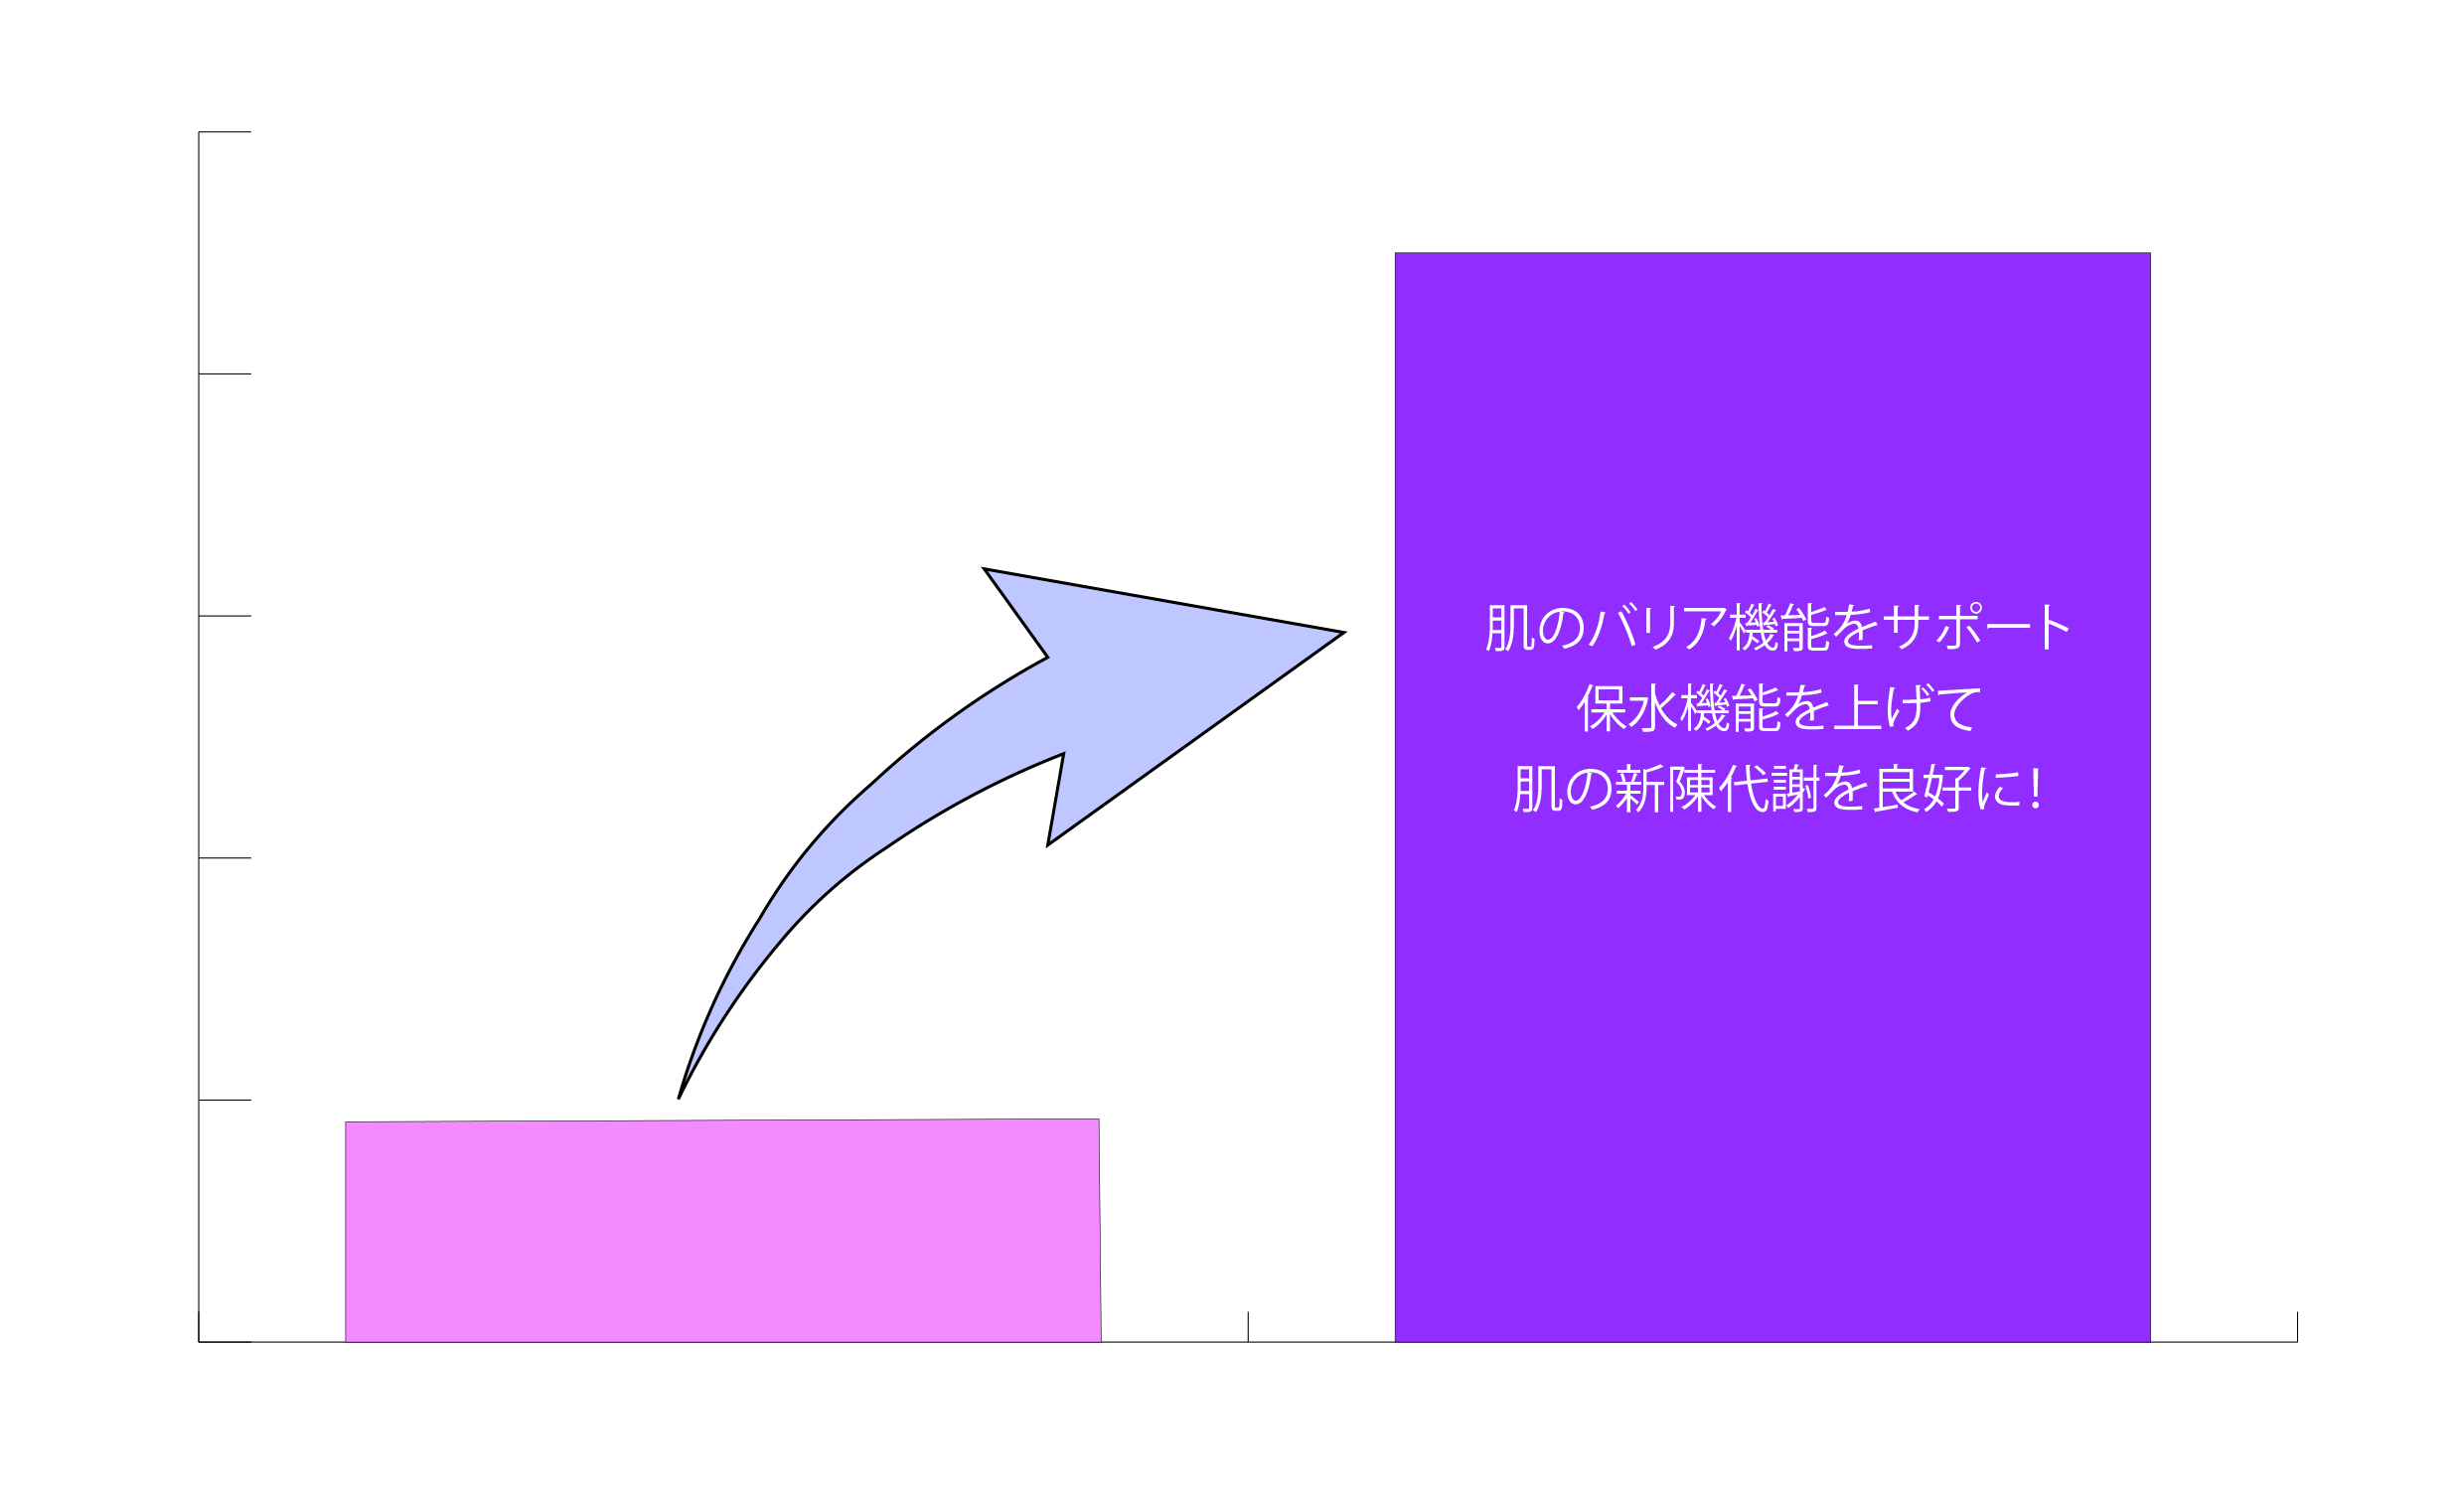 肌のバリア機能をサポート
保水機能を上げて
肌の新陳代謝を良好に!